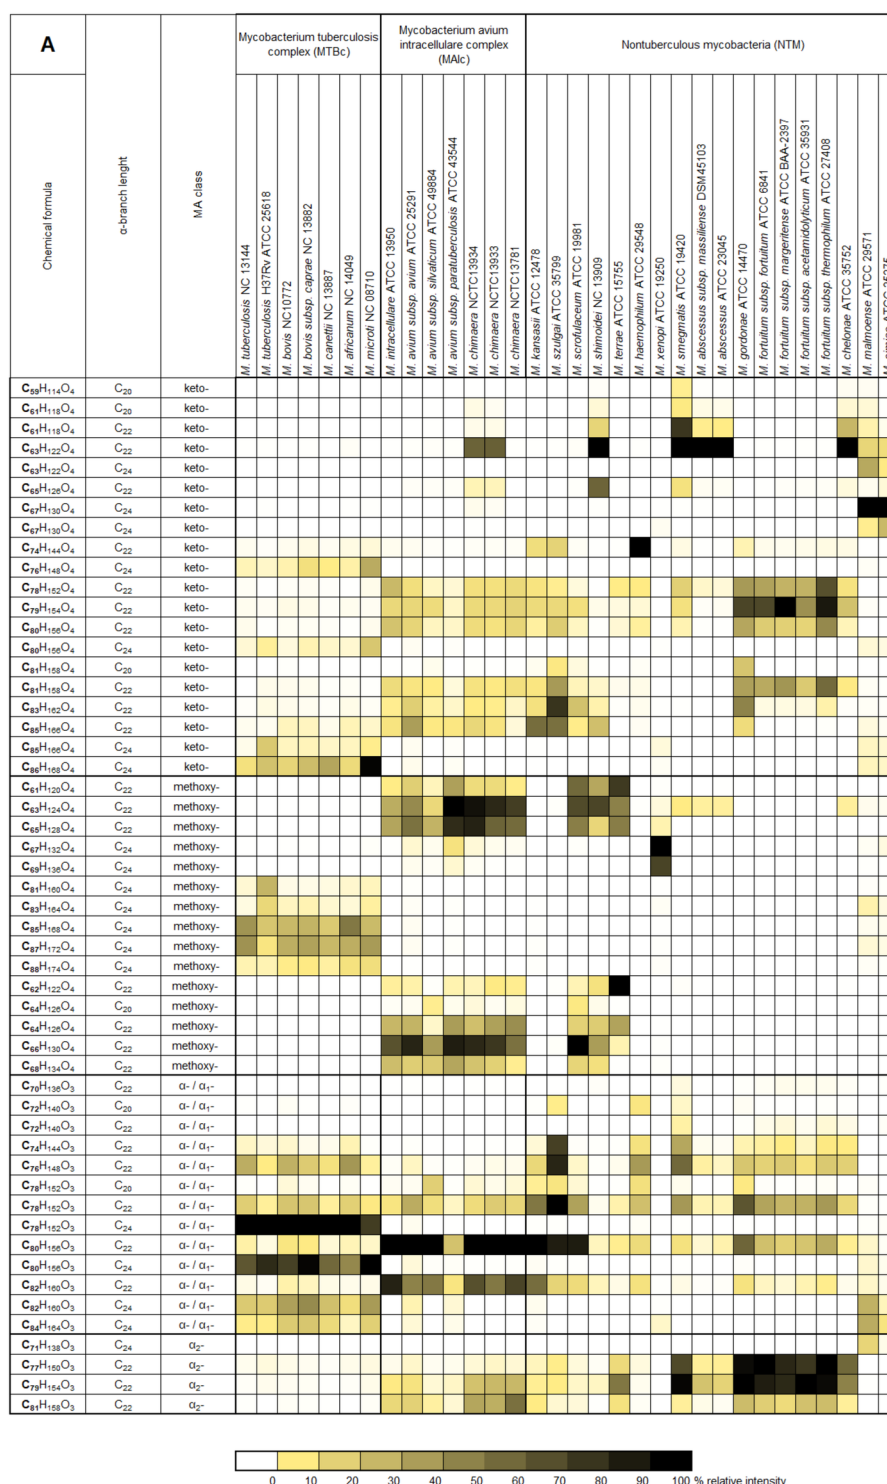 A
Mycobacterium tuberculosis complex (MTBc)
Mycobacterium avium intracellulare complex (MAIc)
Nontuberculous mycobacteria (NTM)
Chemical formula
α-branch lenght
MA class
M. tuberculosis NC 13144
M. tuberculosis H37Rv ATCC 25618
M. bovis NC10772
M. bovis subsp. caprae NC 13882
M. canettii NC 13887
M. africanum NC 14049
M. microti NC 08710
M. intracellulare ATCC 13950
M. avium subsp. avium ATCC 25291
M. avium subsp. silvaticum ATCC 49884
M. avium subsp. paratuberculosis ATCC 43544
M. chimaera NCTC13934
M. chimaera NCTC13933
M. chimaera NCTC13781
M. kansasii ATCC 12478
M. szulgai ATCC 35799
M. scrofulaceum ATCC 19981
M. shimoidei NC 13909
M. terrae ATCC 15755
M. haemophilum ATCC 29548
M. xenopi ATCC 19250
M. smegmatis ATCC 19420
M. abscessus subsp. massiliense DSM45103
M. abscessus ATCC 23045
M. gordonae ATCC 14470
M. fortuitum subsp. fortuitum ATCC 6841
M. fortuitum subsp. margeritense ATCC BAA-2397
M. fortuitum subsp. acetamidolyticum ATCC 35931
M. fortuitum subsp. thermophilum ATCC 27408
M. chelonae ATCC 35752
M. malmoense ATCC 29571
C₅₉H₁₁₄O₄ C₂₀ keto-
C₆₁H₁₁₈O₄ C₂₀ keto-
C₆₁H₁₁₈O₄ C₂₂ keto-
C₆₃H₁₂₂O₄ C₂₂ keto-
C₆₃H₁₂₂O₄ C₂₄ keto-
C₆₅H₁₂₆O₄ C₂₂ keto-
C₆₇H₁₃₀O₄ C₂₄ keto-
C₆₇H₁₃₀O₄ C₂₄ keto-
C₇₄H₁₄₄O₄ C₂₂ keto-
C₇₆H₁₄₈O₄ C₂₄ keto-
C₇₈H₁₅₂O₄ C₂₂ keto-
C₇₉H₁₅₄O₄ C₂₂ keto-
C₈₀H₁₅₆O₄ C₂₂ keto-
C₈₀H₁₅₆O₄ C₂₄ keto-
C₈₁H₁₅₈O₄ C₂₀ keto-
C₈₁H₁₅₈O₄ C₂₂ keto-
C₈₃H₁₆₂O₄ C₂₂ keto-
C₈₅H₁₆₆O₄ C₂₂ keto-
C₈₅H₁₆₆O₄ C₂₄ keto-
C₈₆H₁₆₈O₄ C₂₄ keto-
C₆₁H₁₂₀O₄ C₂₂ methoxy-
C₆₃H₁₂₄O₄ C₂₂ methoxy-
C₆₅H₁₂₈O₄ C₂₂ methoxy-
C₆₇H₁₃₂O₄ C₂₄ methoxy-
C₆₉H₁₃₆O₄ C₂₄ methoxy-
C₈₁H₁₆₀O₄ C₂₄ methoxy-
C₈₃H₁₆₄O₄ C₂₄ methoxy-
C₈₅H₁₆₈O₄ C₂₄ methoxy-
C₈₇H₁₇₂O₄ C₂₄ methoxy-
C₈₈H₁₇₄O₄ C₂₄ methoxy-
C₆₂H₁₂₂O₄ C₂₂ methoxy-
C₆₄H₁₂₆O₄ C₂₀ methoxy-
C₆₄H₁₂₆O₄ C₂₂ methoxy-
C₆₆H₁₃₀O₄ C₂₂ methoxy-
C₆₈H₁₃₄O₄ C₂₂ methoxy-
C₇₀H₁₃₆O₃ C₂₂ α- / α₁-
C₇₂H₁₄₀O₃ C₂₀ α- / α₁-
C₇₂H₁₄₀O₃ C₂₂ α- / α₁-
C₇₄H₁₄₄O₃ C₂₂ α- / α₁-
C₇₆H₁₄₈O₃ C₂₂ α- / α₁-
C₇₈H₁₅₂O₃ C₂₀ α- / α₁-
C₇₈H₁₅₂O₃ C₂₂ α- / α₁-
C₇₈H₁₅₂O₃ C₂₄ α- / α₁-
C₈₀H₁₅₆O₃ C₂₂ α- / α₁-
C₈₀H₁₅₆O₃ C₂₄ α- / α₁-
C₈₂H₁₆₀O₃ C₂₂ α- / α₁-
C₈₂H₁₆₀O₃ C₂₄ α- / α₁-
C₈₄H₁₆₄O₃ C₂₄ α- / α₁-
C₇₁H₁₃₈O₃ C₂₄ α₂-
C₇₇H₁₅₀O₃ C₂₂ α₂-
C₇₉H₁₅₄O₃ C₂₂ α₂-
C₈₁H₁₅₈O₃ C₂₂ α₂-
0 10 20 30 40 50 60 70 80 90 100 % relative intensity